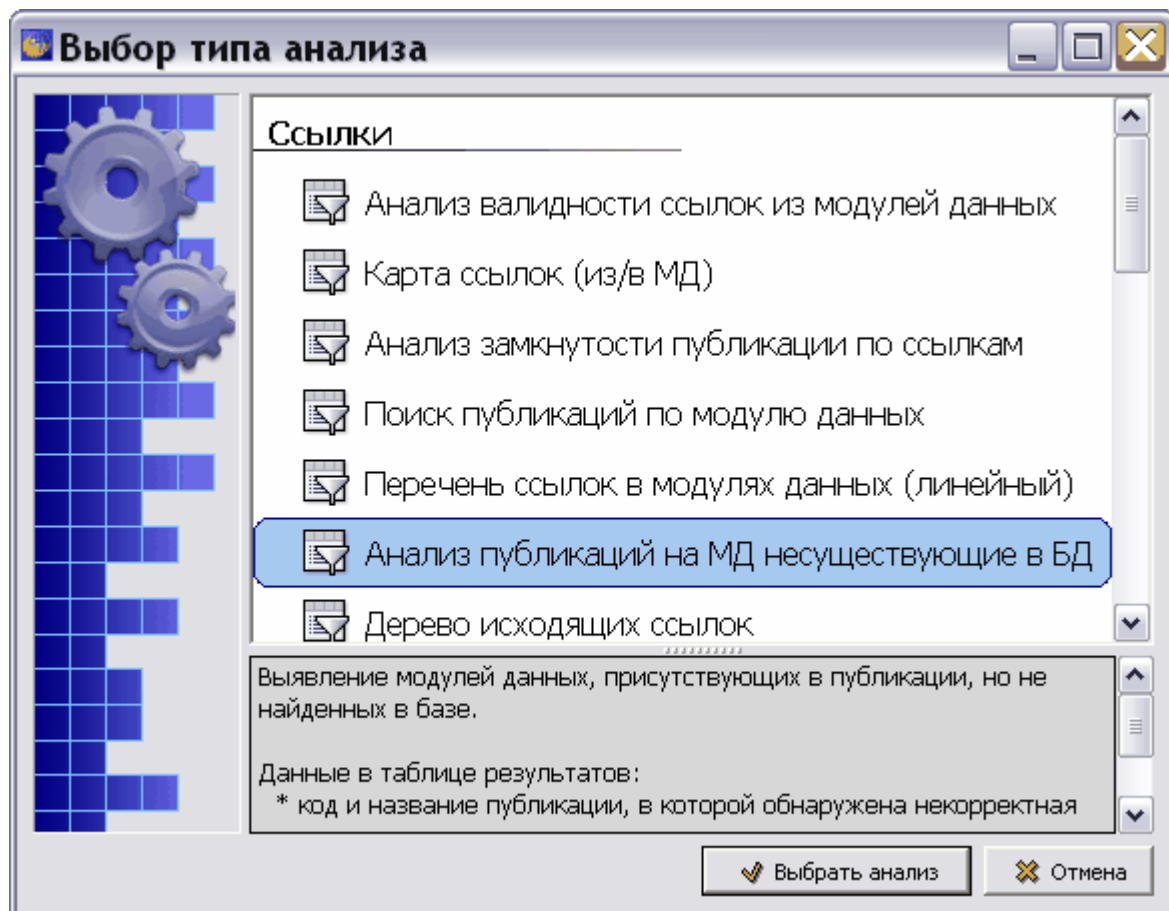 Выбор типа анализа
Ссылки
Анализ валидности ссылок из модулей данных
Карта ссылок (из/в МД)
Анализ замкнутости публикации по ссылкам
Поиск публикаций по модулю данных
Перечень ссылок в модулях данных (линейный)
Анализ публикаций на МД несуществующие в БД
Дерево исходящих ссылок
Выявление модулей данных, присутствующих в публикации, но не
найденных в базе.
Данные в таблице результатов:
* код и название публикации, в которой обнаружена некорректная
Выбрать анализ
Отмена